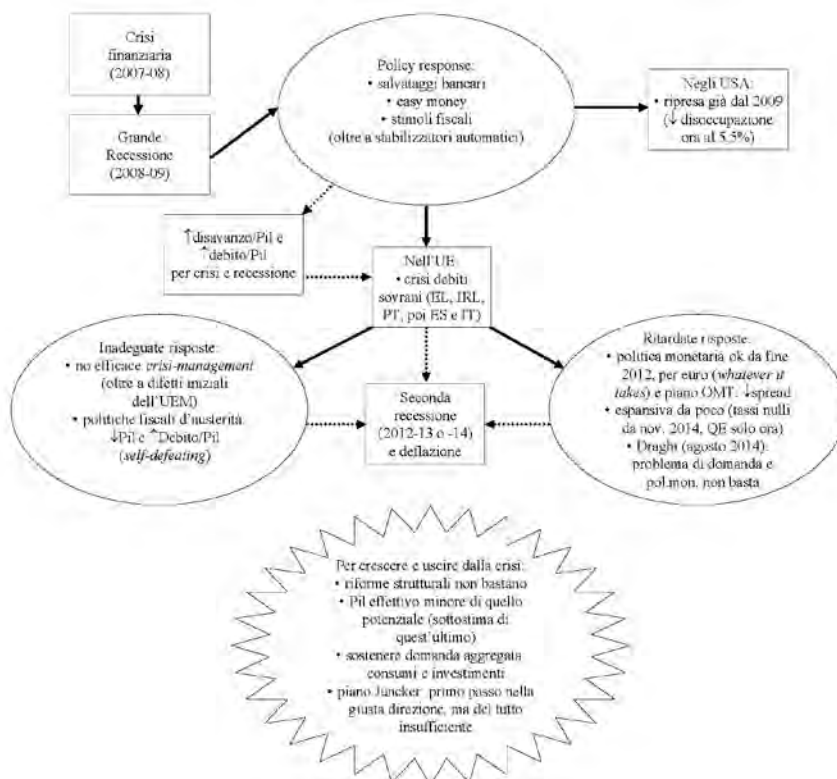 Crisi
finanziaria
(2007-08)
Grande
Recessione
(2008-09)
Policy response:
• salvataggi bancari
• easy money
• stimoli fiscali
(oltre a stabilizzatori automatici)
Negli USA:
• ripresa già dal 2009
(↓ disoccupazione
ora al 5.5%)
↑disavanzo/Pil e
↑debito/Pil
per crisi e recessione
Nell'UE
• crisi debiti
sovrani (EL, IRL,
PT, poi ES e IT)
Inadeguate risposte:
• no efficace crisi-management
(oltre a difetti iniziali
dell'UEM)
• politiche fiscali d'austerità:
↓Pil e ↑Debito/Pil
(self-defeating)
Seconda
recessione
(2012-13 o -14)
e deflazione
Ritardate risposte:
• politica monetaria ok da fine
2012, per euro (whatever it
takes) e piano OMT: ↓spread
• espansiva da poco (tassi nulli
da nov. 2014, QE solo ora)
• Draghi (agosto 2014):
problema di domanda e
pol.mon. non basta
Per crescere e uscire dalla crisi:
• riforme strutturali non bastano
• Pil effettivo minore di quello
potenziale (sottostima di
quest'ultimo)
• sostenere domanda aggregata
consumi e investimenti
• piano Juncker: primo passo nella
giusta direzione, ma del tutto
insufficiente